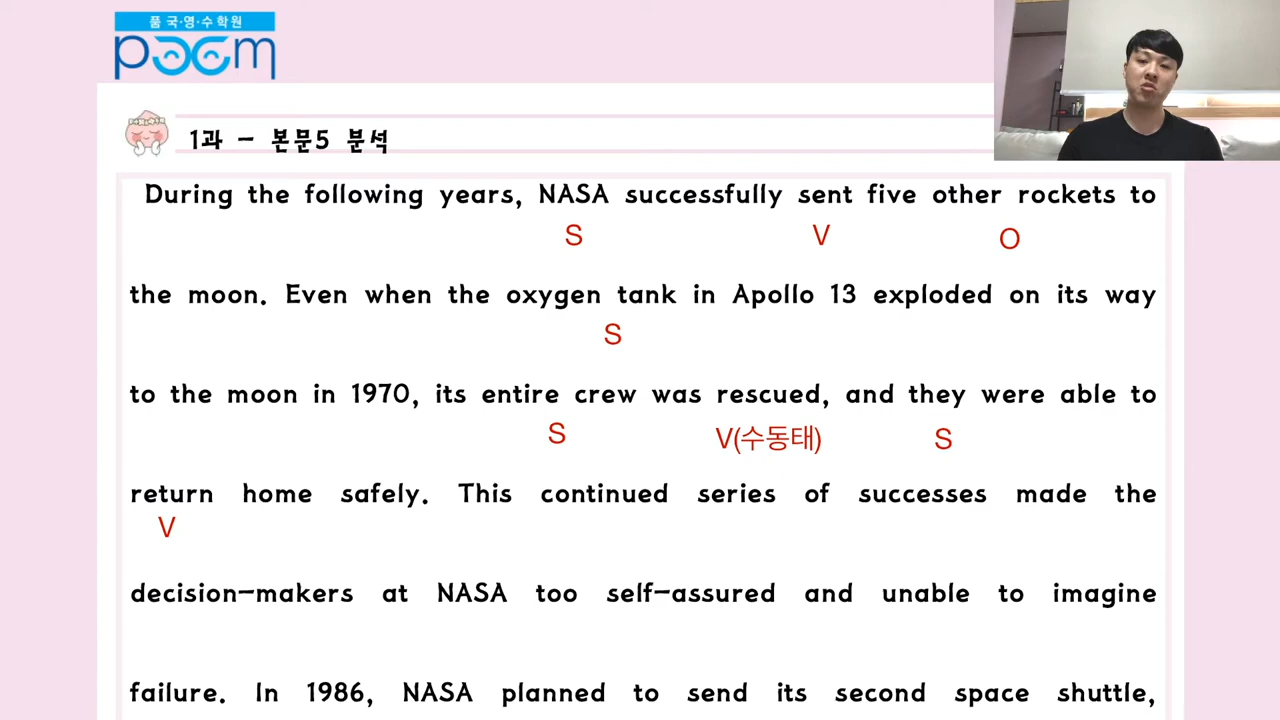 품 국·영·수학원
poem
1과 - 본문5 분석
During the following years, NASA successfully sent five other rockets to
S V O
the moon. Even when the oxygen tank in Apollo 13 exploded on its way
S
to the moon in 1970, its entire crew was rescued, and they were able to
S V(수동태) S
return home safely. This continued series of successes made the
V
decision-makers at NASA too self-assured and unable to imagine
failure. In 1986, NASA planned to send its second space shuttle,